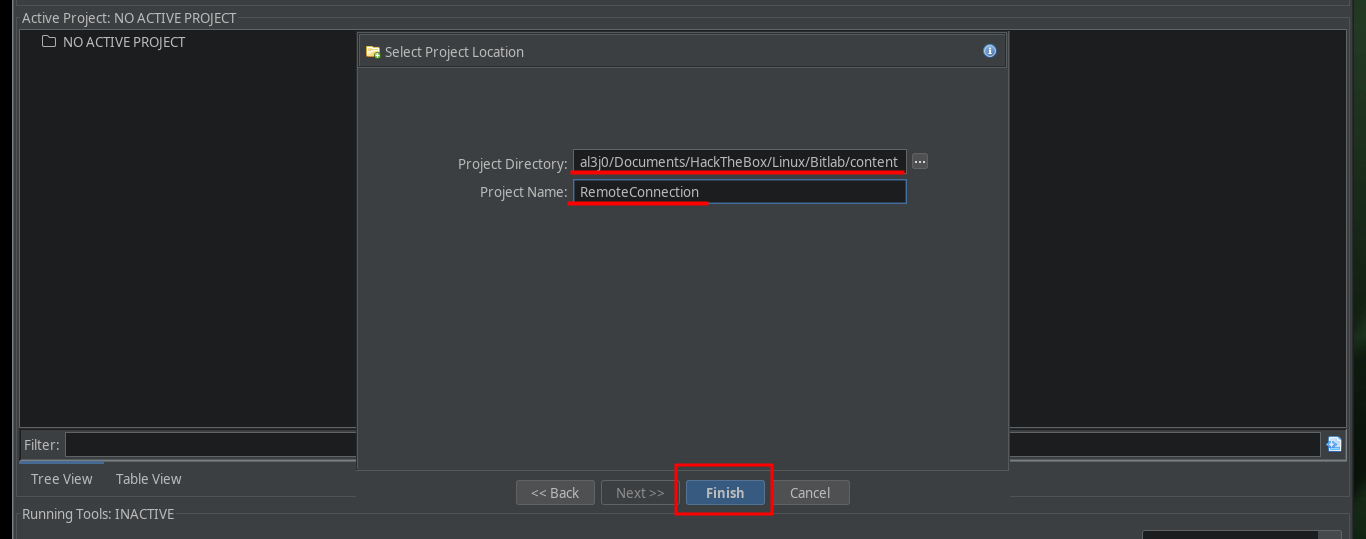 Active Project: NO ACTIVE PROJECT
NO ACTIVE PROJECT
Select Project Location
Project Directory: al3j0/Documents/HackTheBox/Linux/Bitlab/content ...
Project Name: RemoteConnection
Filter:
Tree View Table View
<< Back Next >> Finish Cancel
Running Tools: INACTIVE